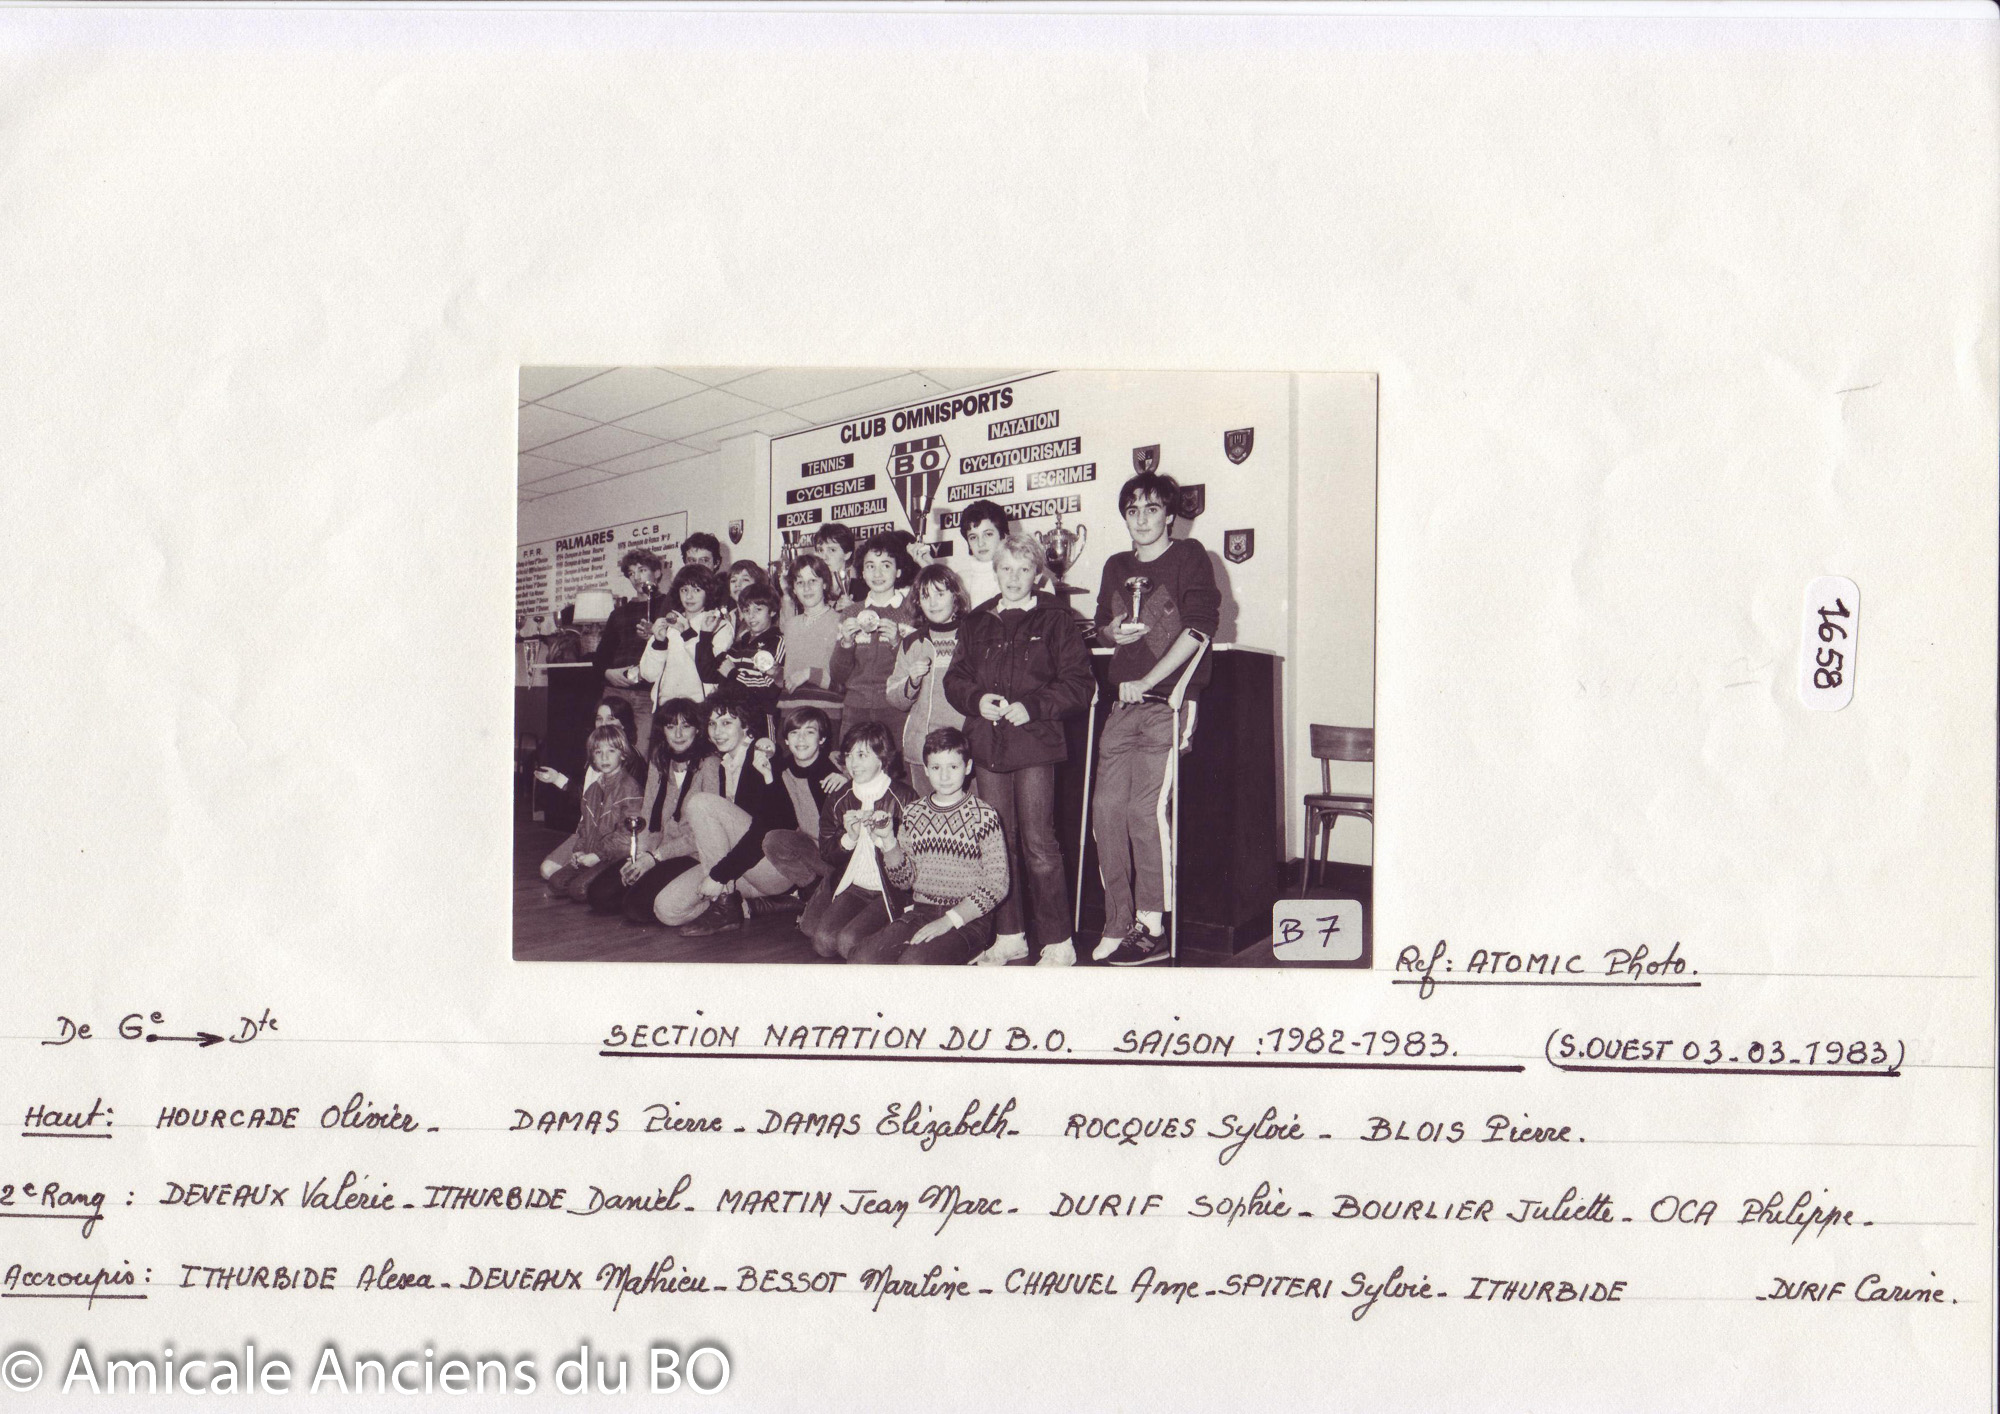 CLUB OMNISPORTS
NATATION
TENNIS
BO
CYCLOTOURISME
CYCLISME
ATHLETISME ESCRIME
BOXE HAND-BALL
PHYSIQUE
F.F.R. PALMARES C.C.B
B 7
1658
Ref: ATOMIC Photo.
De Ge → Dte
SECTION NATATION DU B.O. SAISON : 1982-1983. (S.OUEST 03-03-1983)
Haut: HOURCADE Olivier - DAMAS Pierre - DAMAS Elizabeth - ROCQUES Sylvie - BLOIS Pierre.
2e Rang : DEVEAUX Valérie - ITHURBIDE Daniel - MARTIN Jean Marc - DURIF Sophie - BOURLIER Juliette - OCA Philippe -
Accroupis : ITHURBIDE Alexa - DEVEAUX Mathieu - BESSOT Mariline - CHAUVEL Anne - SPITERI Sylvie - ITHURBIDE - DURIF Carine.
© Amicale Anciens du BO